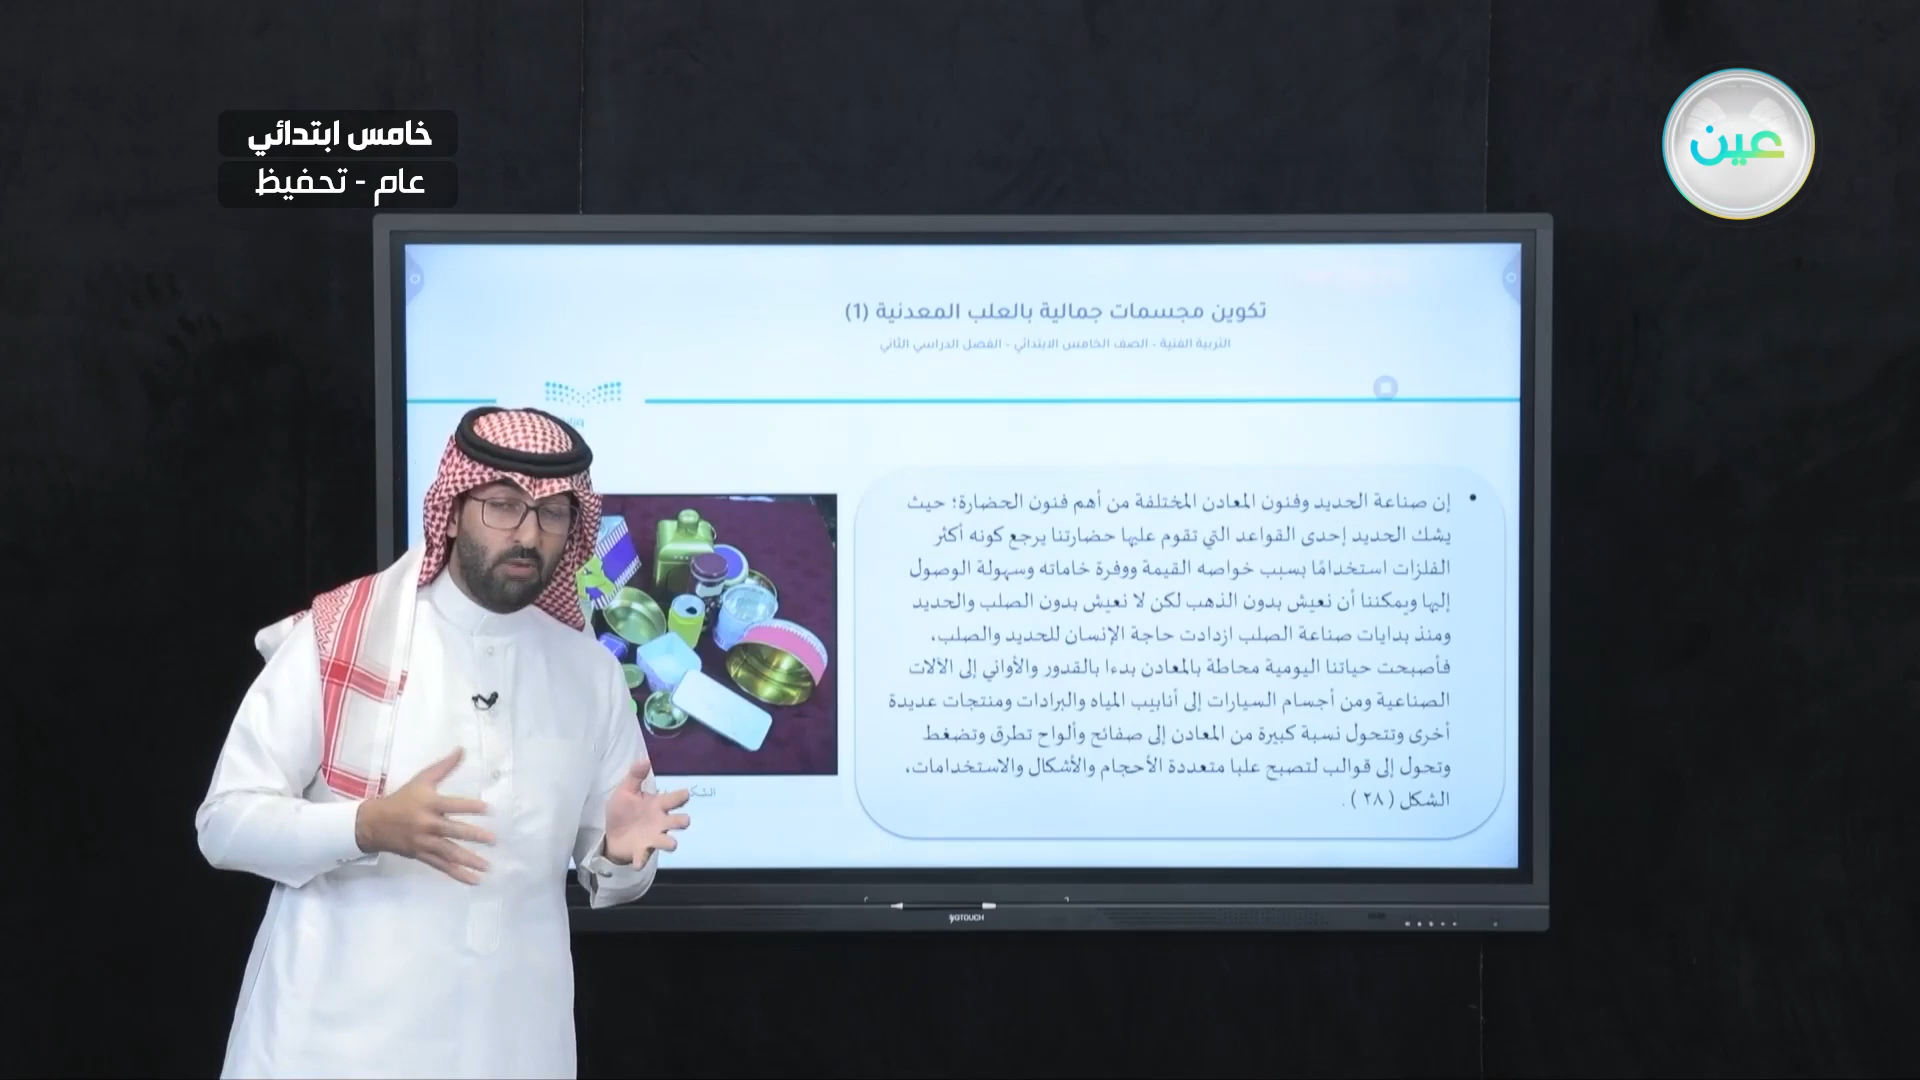 خامس ابتدائي
عام - تحفيظ
عين
تكوين مجسمات جمالية بالعلب المعدنية (1)
التربية الفنية - الصف الخامس الابتدائي - الفصل الدراسي الثاني
• إن صناعة الحديد وفنون المعادن المختلفة من أهم فنون الحضارة؛ حيث
يشك الحديد إحدى القواعد التي تقوم عليها حضارتنا يرجع كونه أكثر
الفلزات استخدامًا بسبب خواصه القيمة ووفرة خاماته وسهولة الوصول
إليها ويمكننا أن نعيش بدون الذهب لكن لا نعيش بدون الصلب والحديد
ومنذ بدايات صناعة الصلب ازدادت حاجة الإنسان للحديد والصلب،
فأصبحت حياتنا اليومية محاطة بالمعادن بدءا بالقدور والأواني إلى الآلات
الصناعية ومن أجسام السيارات إلى أنابيب المياه والبرادات ومنتجات عديدة
أخرى وتتحول نسبة كبيرة من المعادن إلى صفائح وألواح تطرق وتضغط
وتحول إلى قوالب لتصبح علبا متعددة الأحجام والأشكال والاستخدامات،
الشكل ( ٢٨ ) .